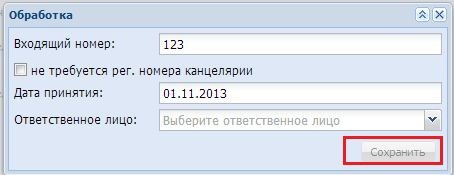 Обработка
Входящий номер: 123
не требуется рег. номера канцелярии
Дата принятия: 01.11.2013
Ответственное лицо: Выберите ответственное лицо
Сохранить